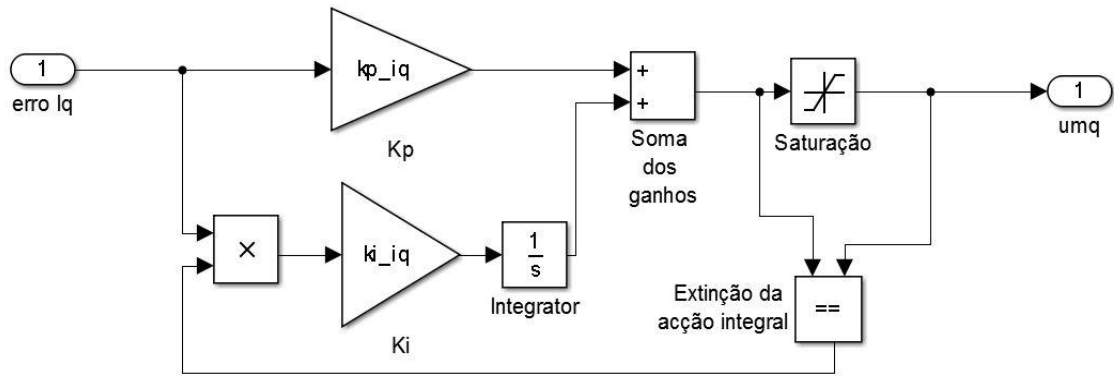 1
erro Iq
kp_iq
Kp
+
+
Soma
dos
ganhos
Saturação
1
umq
×
ki_iq
Ki
1
s
Integrator
Extinção da
acção integral
==